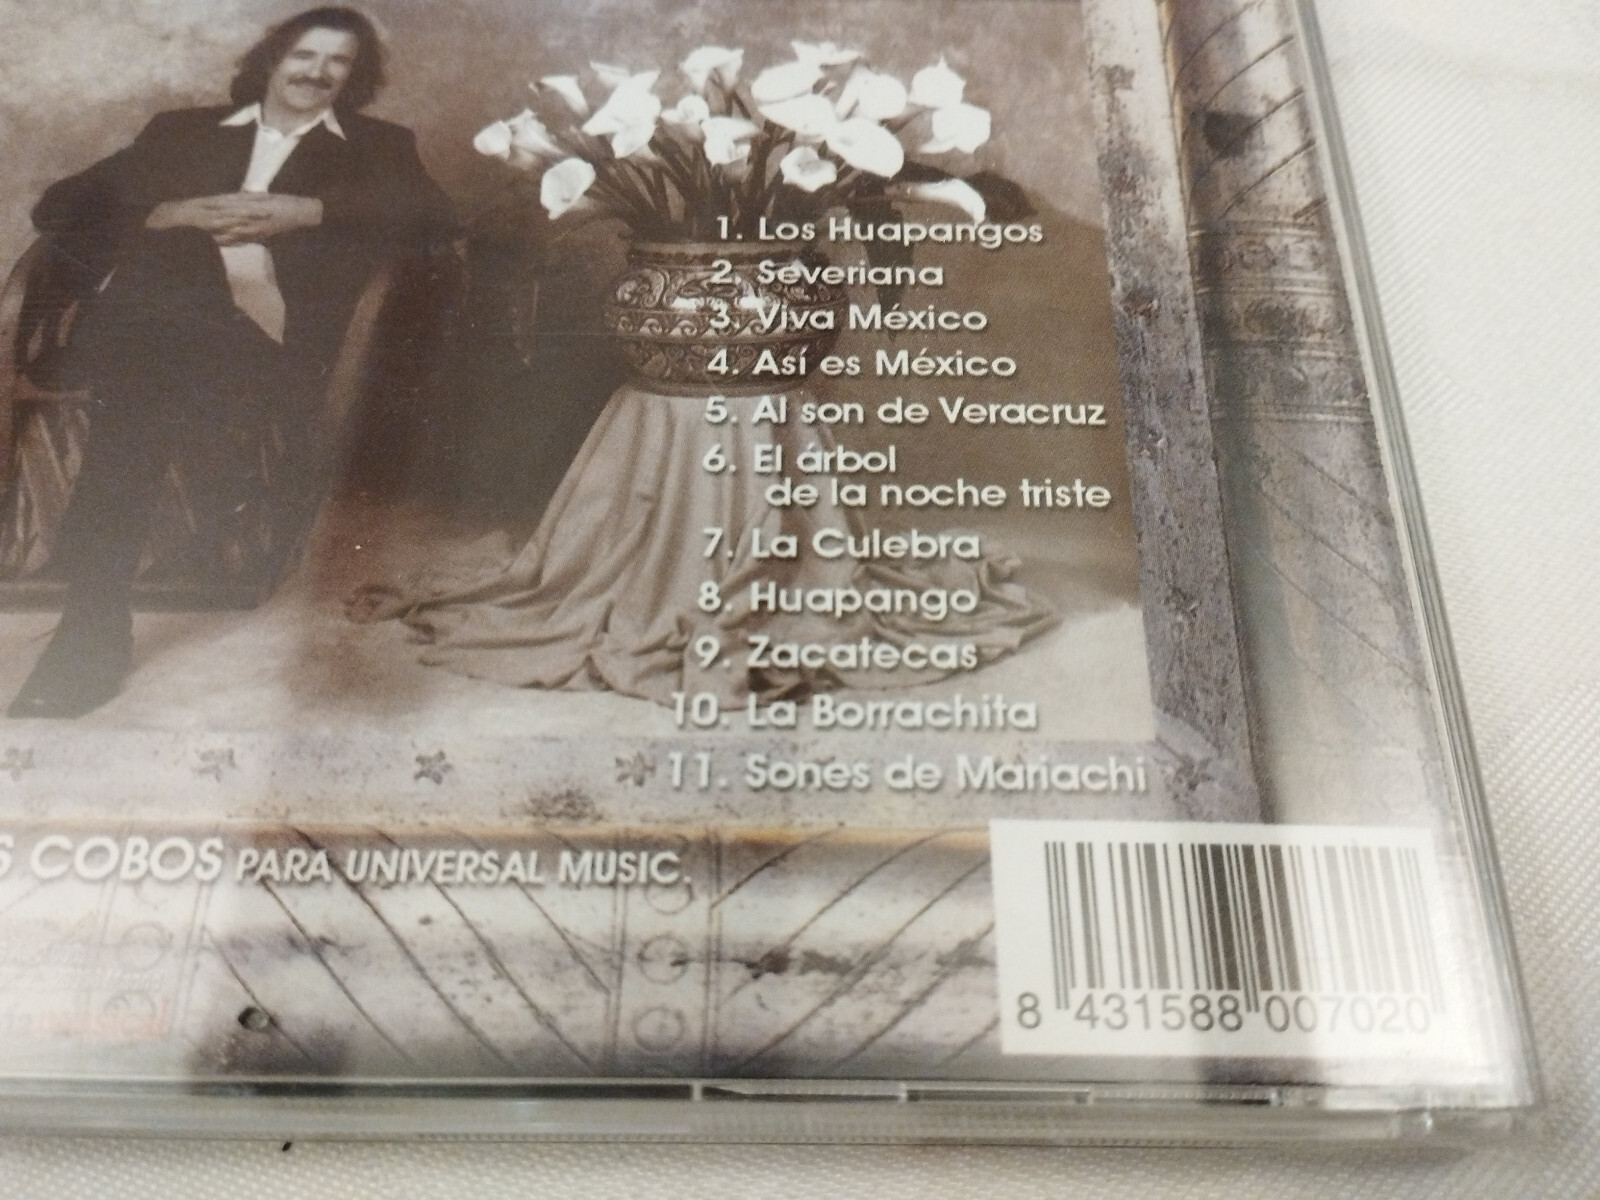 1. Los Huapangos
2. Severiana
3. Viva México
4. Así es México
5. Al son de Veracruz
6. El árbol
de la noche triste
7. La Culebra
8. Huapango
9. Zacatecas
10. La Borrachita
11. Sones de Mariachi
S COBOS PARA UNIVERSAL MUSIC.
8 431588 007020